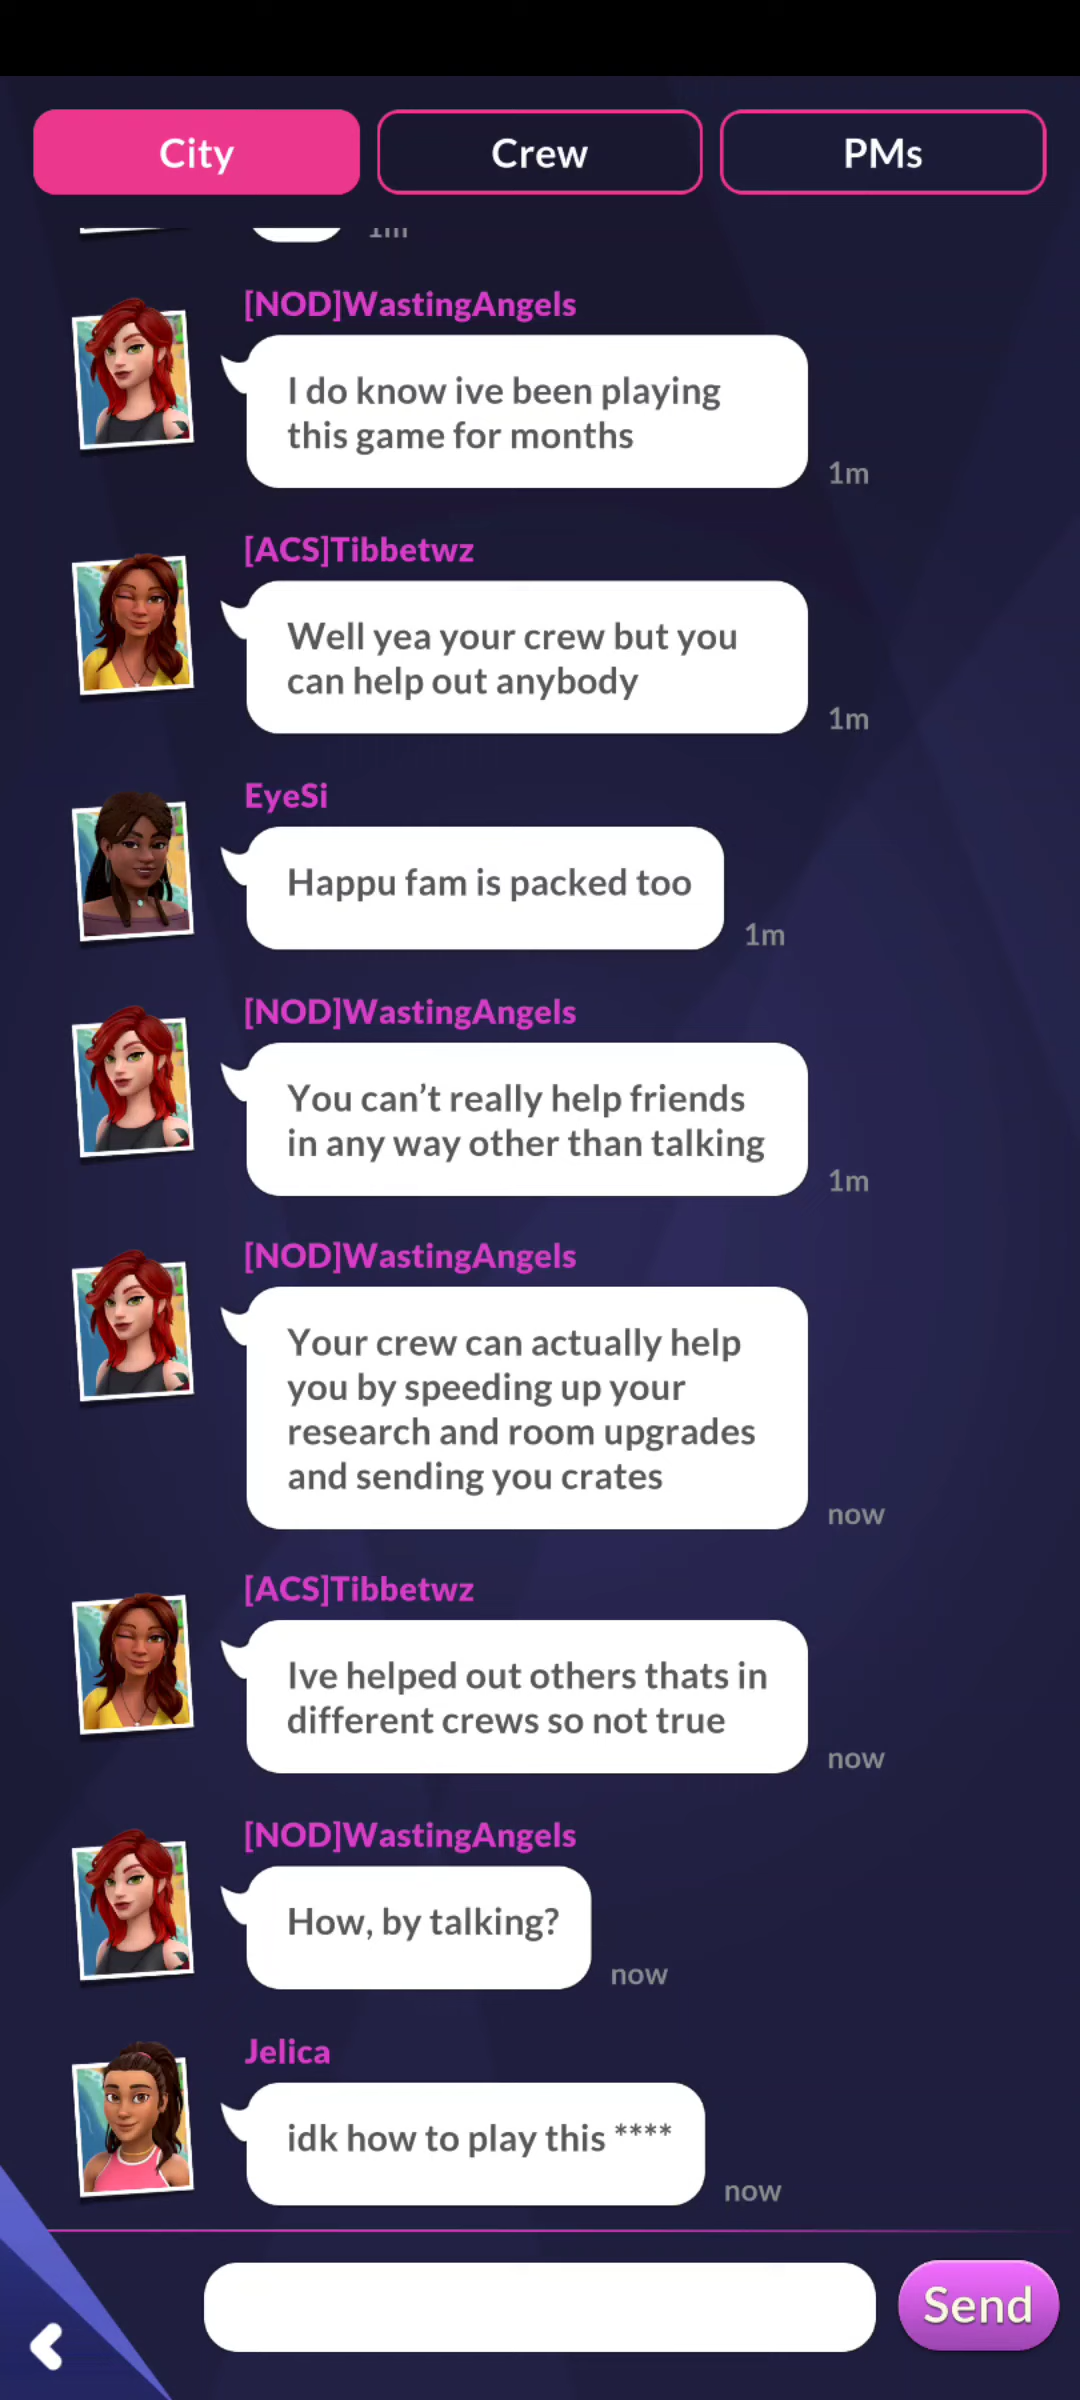 City
Crew
PMs
1m
[NOD]WastingAngels
I do know ive been playing
this game for months
1m
[ACS]Tibbetwz
Well yea your crew but you
can help out anybody
1m
EyeSi
Happu fam is packed too
1m
[NOD]WastingAngels
You can’t really help friends
in any way other than talking
1m
[NOD]WastingAngels
Your crew can actually help
you by speeding up your
research and room upgrades
and sending you crates
now
[ACS]Tibbetwz
Ive helped out others thats in
different crews so not true
now
[NOD]WastingAngels
How, by talking?
now
Jelica
idk how to play this ****
now
Send